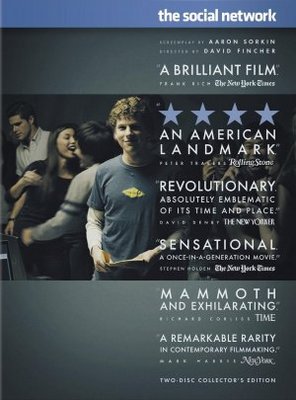 the social network
SCREENPLAY BY AARON SORKIN
DIRECTED BY DAVID FINCHER
"A BRILLIANT FILM."
FRANK RICH The New York Times
"★★★★
AN AMERICAN
LANDMARK"
PETER TRAVERS RollingStone
"REVOLUTIONARY.
ABSOLUTELY EMBLEMATIC
OF ITS TIME AND PLACE."
DAVID DENBY THE NEW YORKER
"SENSATIONAL.
A ONCE-IN-A-GENERATION MOVIE."
STEPHEN HOLDEN The New York Times
"MAMMOTH
AND EXHILARATING."
RICHARD CORLISS TIME
"A REMARKABLE RARITY
IN CONTEMPORARY FILMMAKING."
MARK HARRIS New York
TWO-DISC COLLECTOR'S EDITION